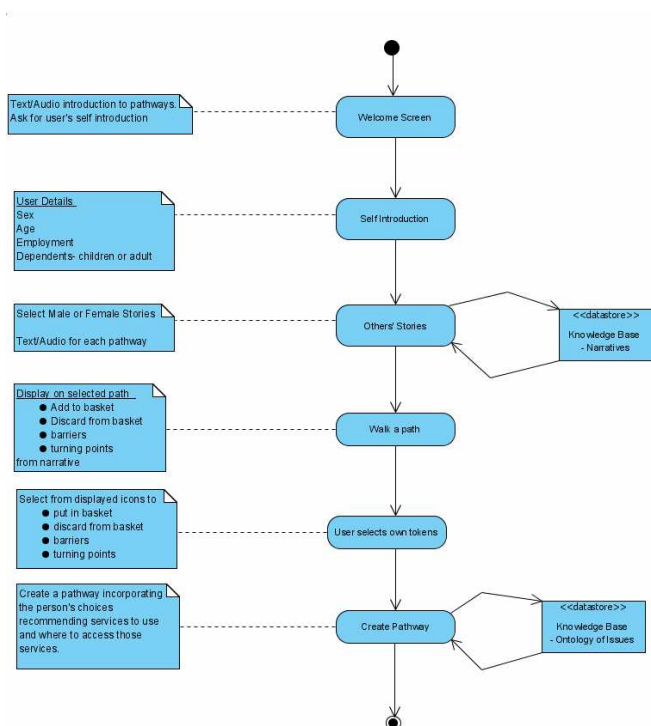 Text/Audio introduction to pathways.
Ask for user's self introduction
Welcome Screen
User Details
Sex
Age
Employment
Dependents- children or adult
Self Introduction
Select Male or Female Stories
Text/Audio for each pathway
Others' Stories
<<datastore>>
Knowledge Base
- Narratives
Display on selected path
● Add to basket
● Discard from basket
● barriers
● turning points
from narrative
Walk a path
Select from displayed icons to
● put in basket
● discard from basket
● barriers
● turning points
User selects own tokens
Create a pathway incorporating
the person's choices
recommending services to use
and where to access those
services.
Create Pathway
<<datastore>>
Knowledge Base
- Ontology of Issues